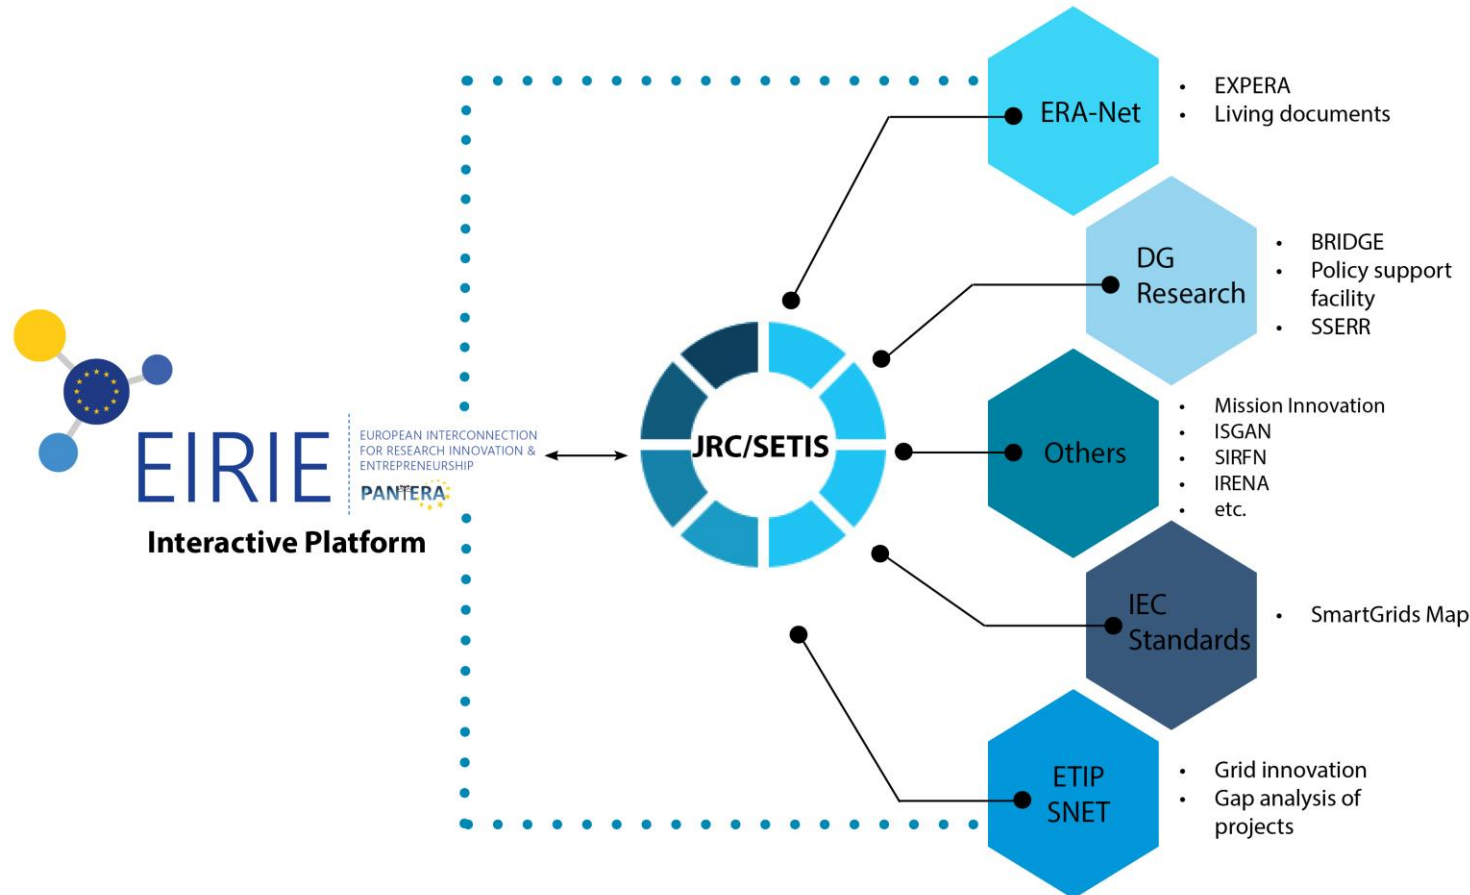 ERA-Net
• EXPERA
• Living documents
DG
Research
• BRIDGE
• Policy support
facility
• SSERR
EIRIE
EUROPEAN INTERCONNECTION
FOR RESEARCH INNOVATION &
ENTREPRENEURSHIP
PANTERA
Interactive Platform
JRC/SETIS
Others
• Mission Innovation
• ISGAN
• SIRFN
• IRENA
• etc.
IEC
Standards
• SmartGrids Map
ETIP
SNET
• Grid innovation
• Gap analysis of
projects